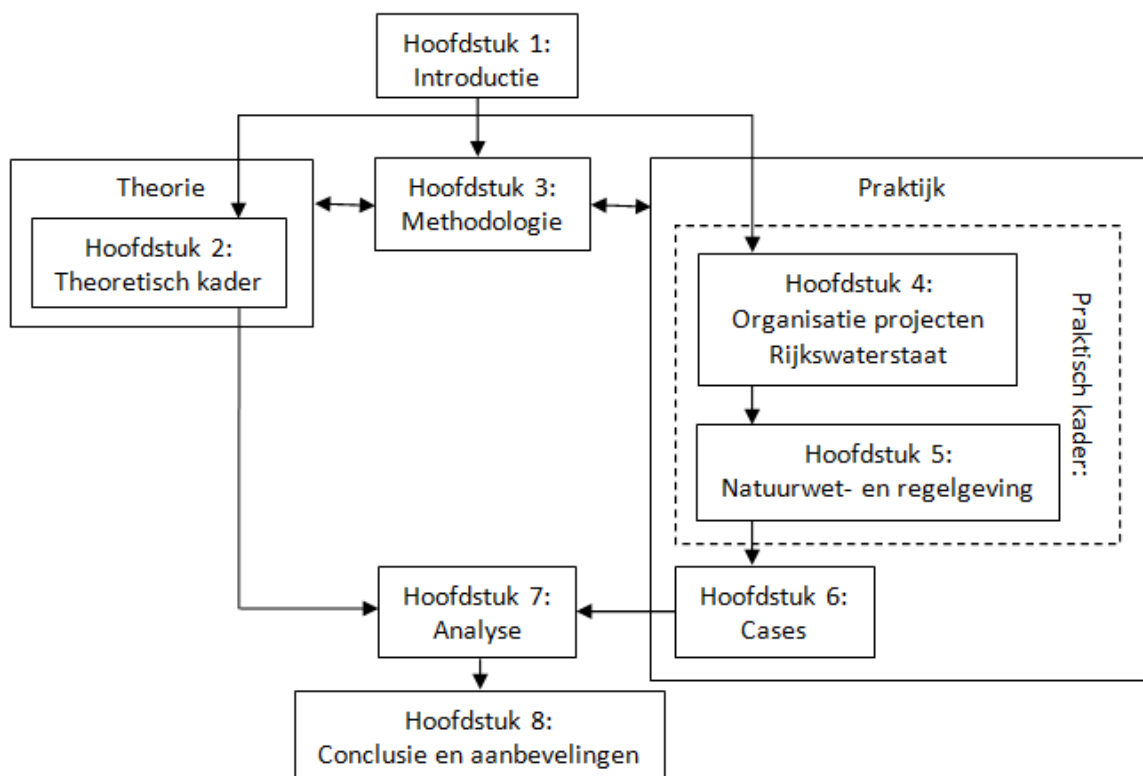 Hoofdstuk 1:
Introductie
Theorie
Hoofdstuk 2:
Theoretisch kader
Hoofdstuk 3:
Methodologie
Praktijk
Hoofdstuk 4:
Organisatie projecten
Rijkswaterstaat
Praktisch kader:
Hoofdstuk 5:
Natuurwet- en regelgeving
Hoofdstuk 6:
Cases
Hoofdstuk 7:
Analyse
Hoofdstuk 8:
Conclusie en aanbevelingen